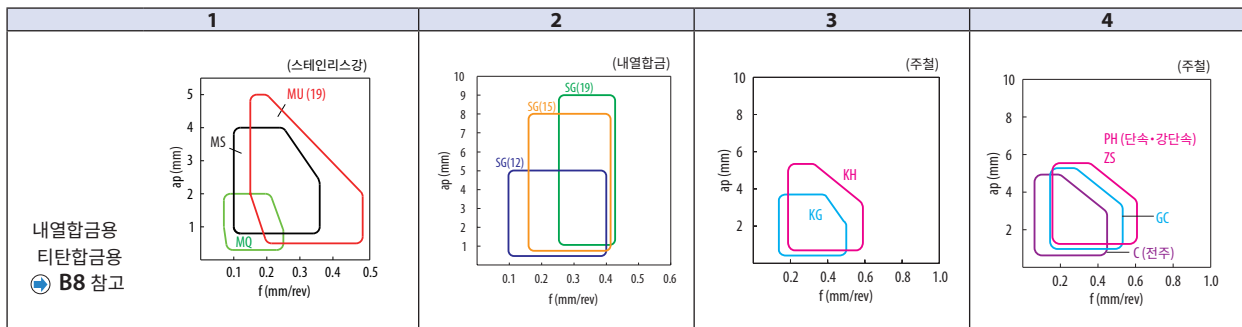 1 2 3 4
내열합금용
티탄합금용
B8 참고
(스테인리스강)
ap (mm)
5
4
3
2
1
MU (19)
MS
MQ
0.1 0.2 0.3 0.4 0.5
f (mm/rev)
(내열합금)
ap (mm)
10
9
8
7
6
5
4
3
2
1
SG(19)
SG(15)
SG(12)
0.1 0.2 0.3 0.4 0.5 0.6
f (mm/rev)
(주철)
ap (mm)
10
8
6
4
2
KH
KG
0.2 0.4 0.6 0.8 1.0
f (mm/rev)
(주철)
ap (mm)
10
8
6
4
2
PH (단속·강단속)
ZS
GC
C (전주)
0.2 0.4 0.6 0.8 1.0
f (mm/rev)